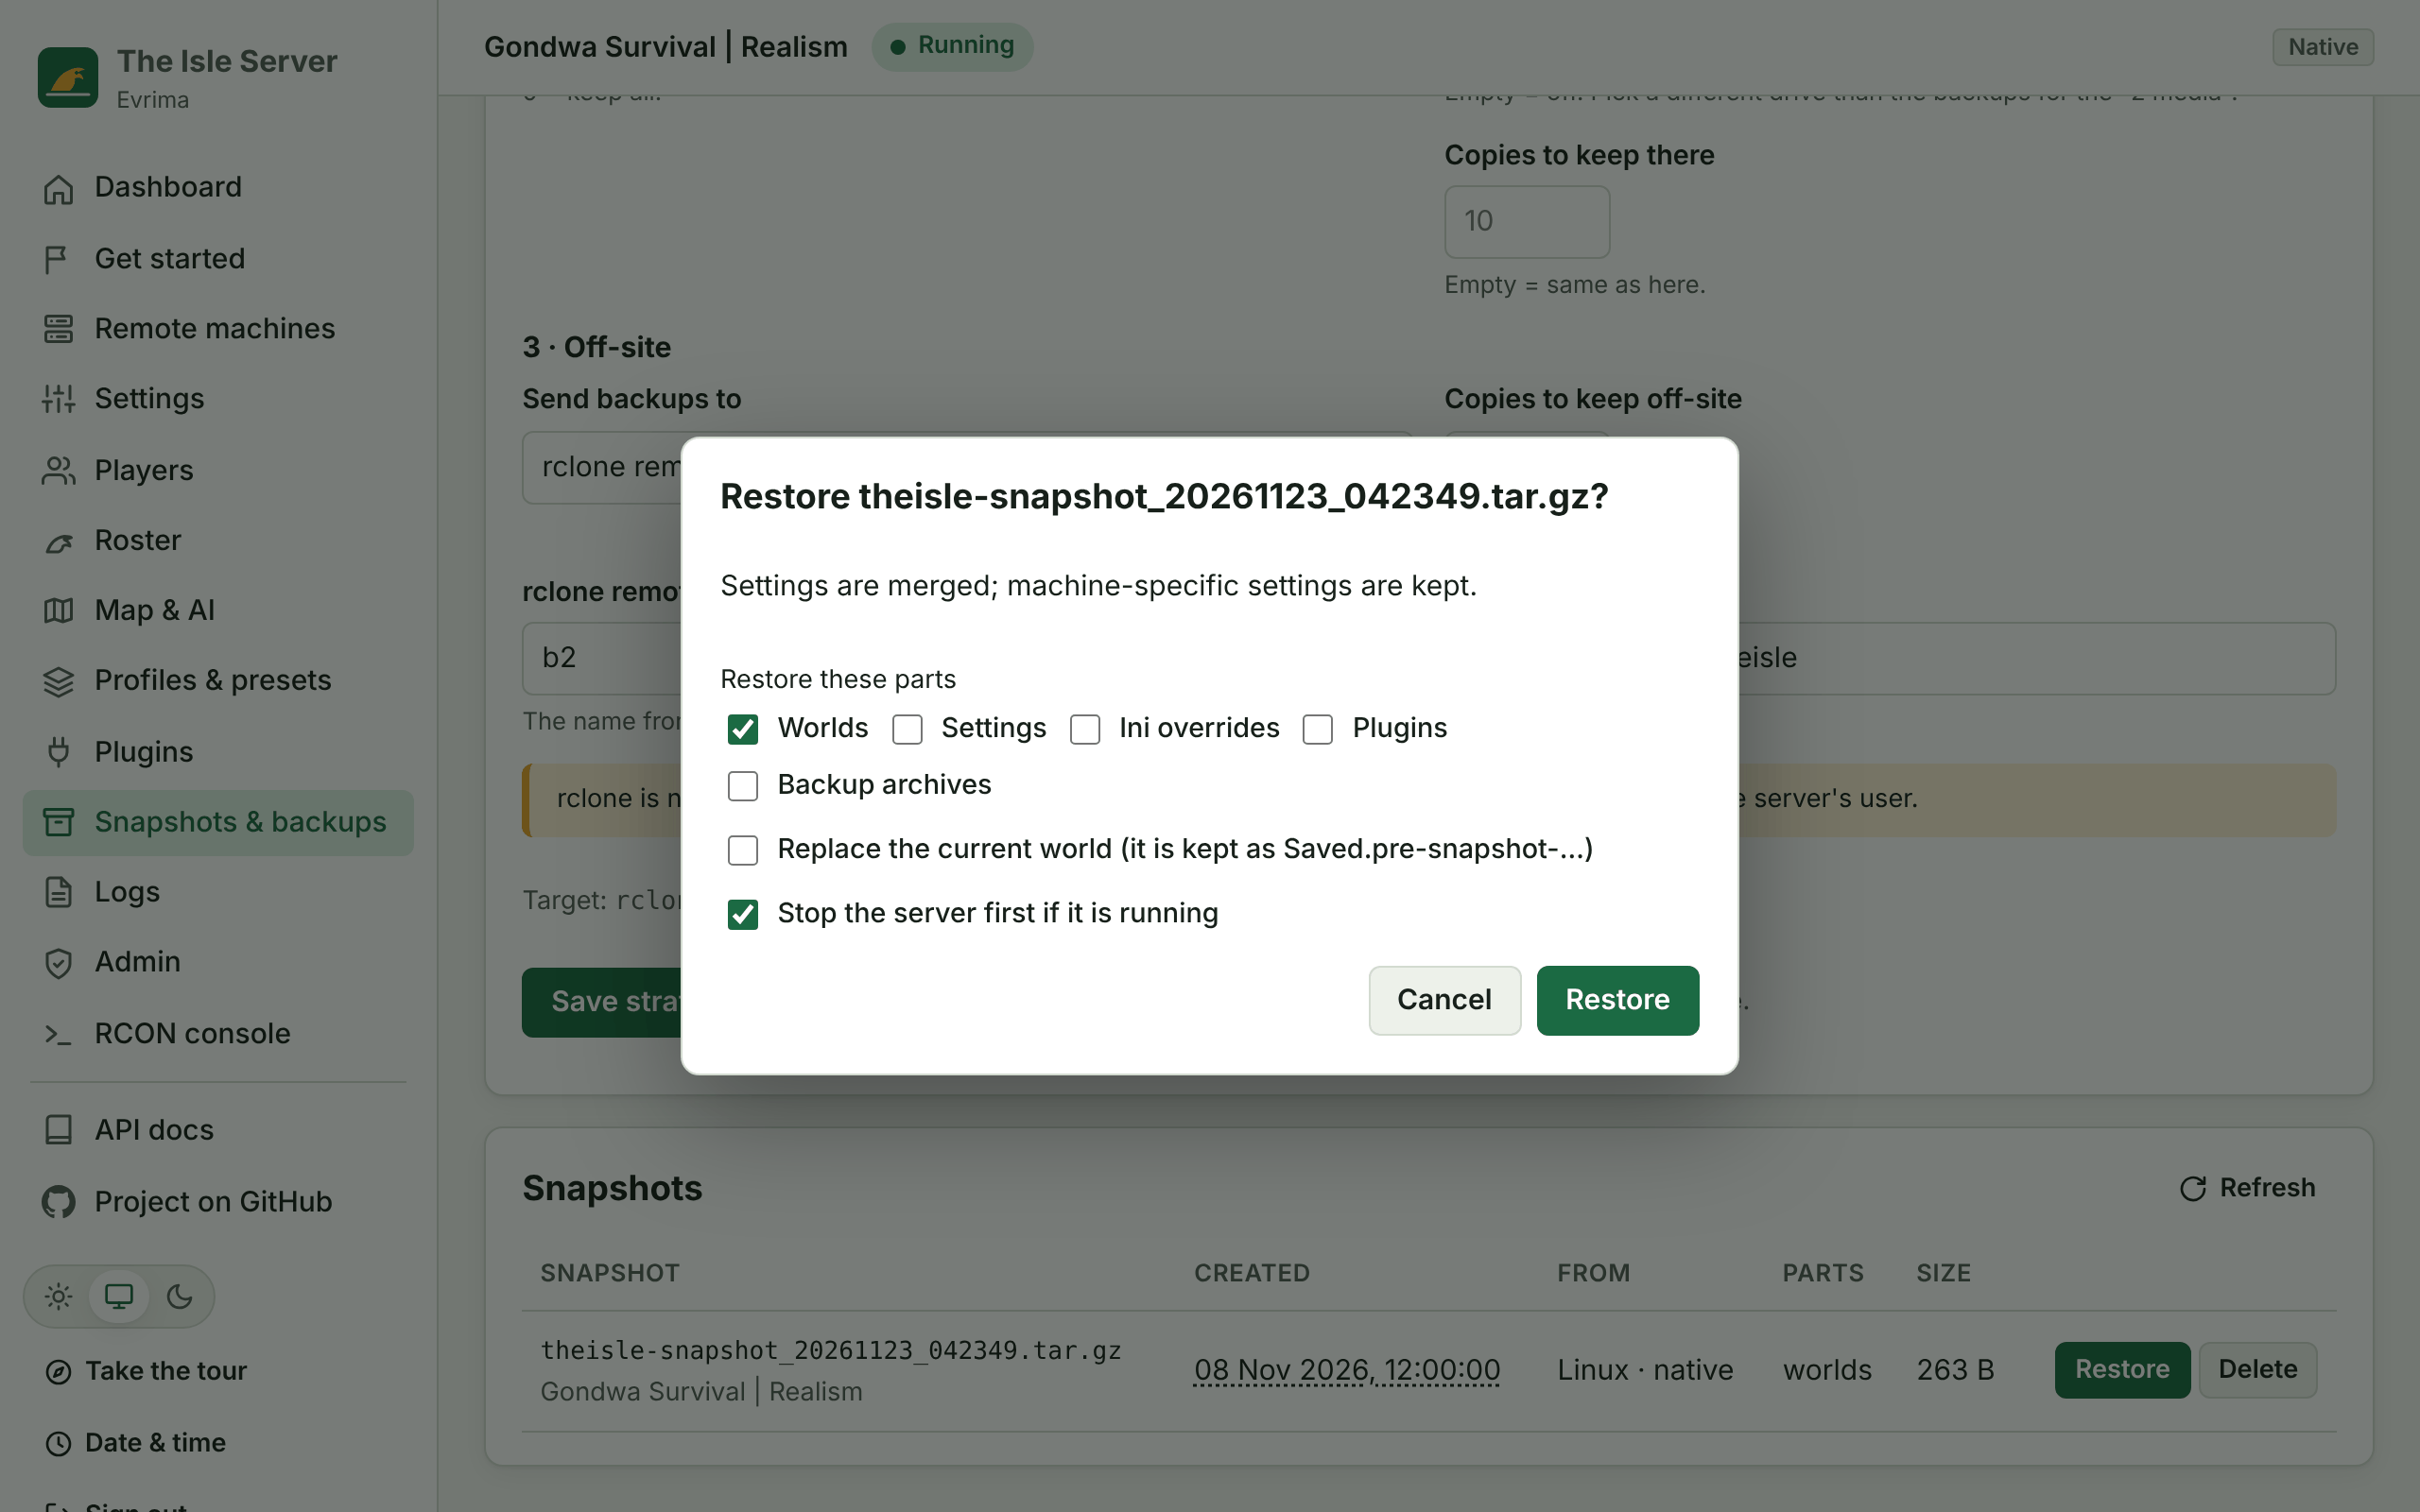 The Isle Server
Evrima
Dashboard
Get started
Remote machines
Settings
Players
Roster
Map & AI
Profiles & presets
Plugins
Snapshots & backups
Logs
Admin
RCON console
API docs
Project on GitHub
Take the tour
Date & time
Sign out
Gondwa Survival | Realism
Running
Native
Copies to keep there
10
Empty = same as here.
3 · Off-site
Send backups to
Copies to keep off-site
rclone rem
rclone remo
b2
eisle
The name fro
rclone is n
server's user.
Target: rclo
Save stra
Restore theisle-snapshot_20261123_042349.tar.gz?
Settings are merged; machine-specific settings are kept.
Restore these parts
Worlds
Settings
Ini overrides
Plugins
Backup archives
Replace the current world (it is kept as Saved.pre-snapshot-...)
Stop the server first if it is running
Cancel
Restore
Snapshots
Refresh
SNAPSHOT
CREATED
FROM
PARTS
SIZE
theisle-snapshot_20261123_042349.tar.gz
Gondwa Survival | Realism
08 Nov 2026, 12:00:00
Linux · native
worlds
263 B
Restore
Delete